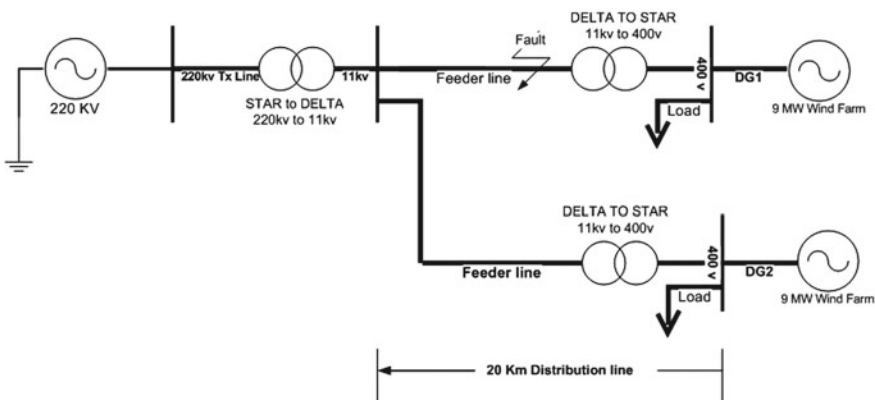 220 KV
220kv Tx Line
STAR to DELTA
220kv to 11kv
11kv
Fault
Feeder line
DELTA TO STAR
11kv to 400v
400 v
Load
DG1
9 MW Wind Farm
DELTA TO STAR
11kv to 400v
Feeder line
400 v
Load
DG2
9 MW Wind Farm
20 Km Distribution line